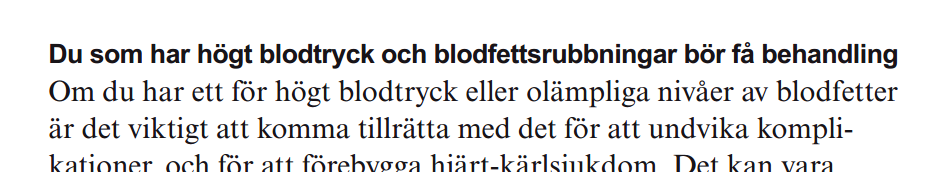 Du som har högt blodtryck och blodfettsrubbningar bör få behandling
Om du har ett för högt blodtryck eller olämpliga nivåer av blodfetter
är det viktigt att komma tillrätta med det för att undvika kompli-
kationer, och för att förebygga hjärt-kärlsjukdom. Det kan vara